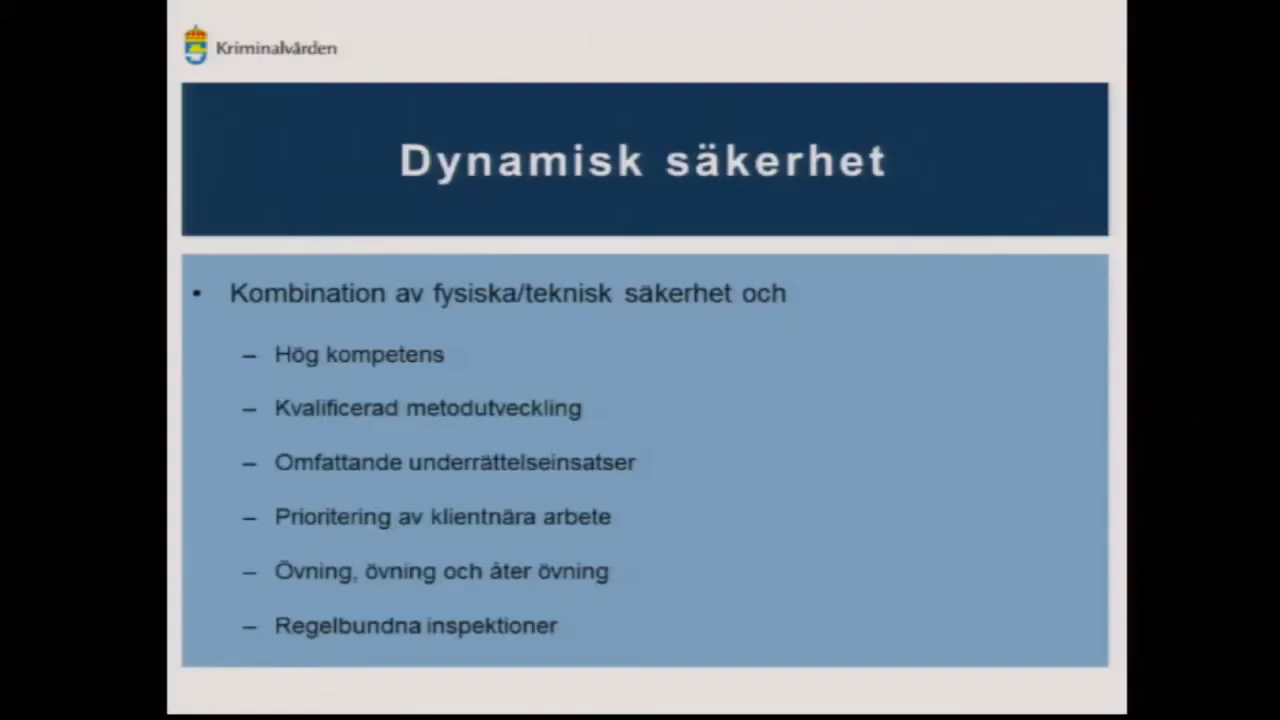 Kriminalvården
Dynamisk säkerhet
• Kombination av fysiska/teknisk säkerhet och
– Hög kompetens
– Kvalificerad metodutveckling
– Omfattande underrättelseinsatser
– Prioritering av klientnära arbete
– Övning, övning och åter övning
– Regelbundna inspektioner